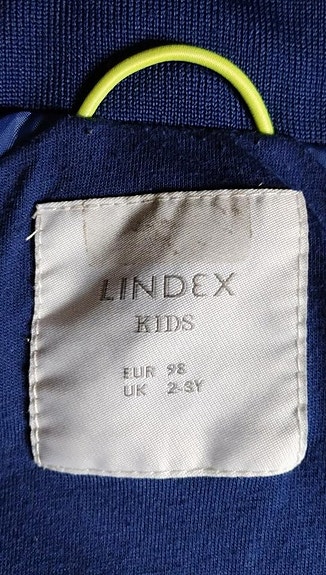 LINDEX
KIDS
EUR 98
UK 2-3Y